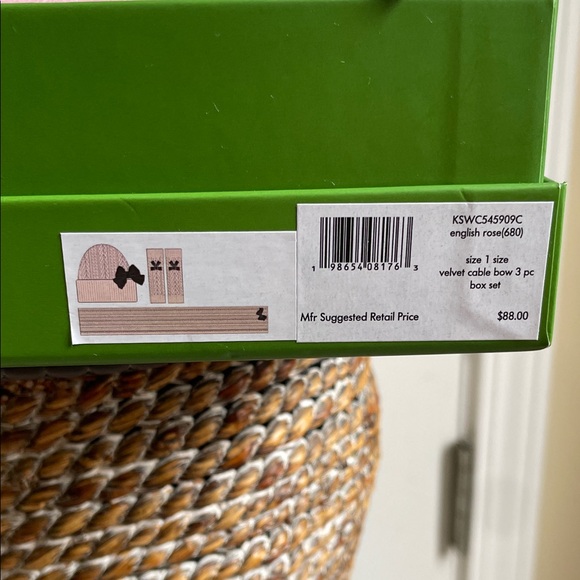 KSWC545909C
english rose(680)
size 1 size
velvet cable bow 3 pc
box set
1 98654 08176 3
Mfr Suggested Retail Price $88.00